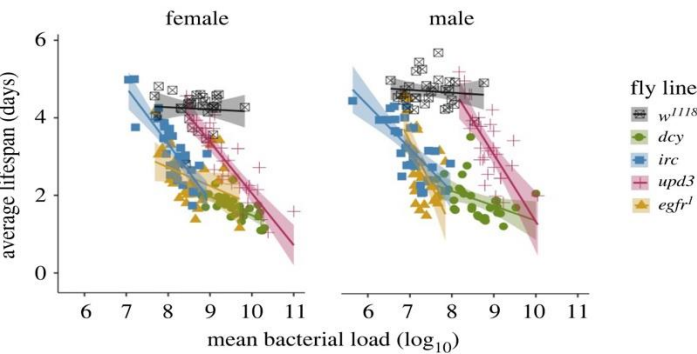 female male
6
4
2
0
average lifespan (days)
6 7 8 9 10 11 6 7 8 9 10 11
mean bacterial load (log₁₀)
fly line
w¹¹¹⁸
dcy
irc
upd3
egfr¹